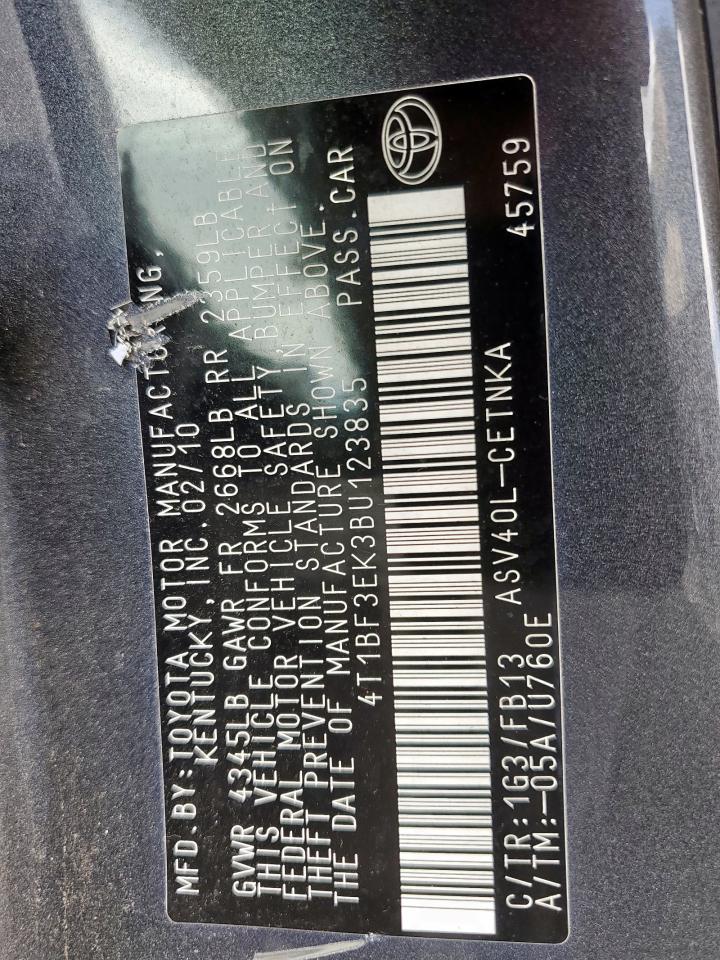 MFD.BY:TOYOTA MOTOR MANUFACTURING,
KENTUCKY,INC.02/10
GVWR 4345LB GAWR FR 2668LB RR 2359LB
THIS VEHICLE CONFORMS TO ALL APPLICABLE
FEDERAL MOTOR VEHICLE SAFETY,BUMPER,AND
THEFT PREVENTION STANDARDS IN EFFECT ON
THE DATE OF MANUFACTURE SHOWN ABOVE.
4T1BF3EK3BU123835 PASS.CAR
C/TR:1G3/FB13 ASV40L-CETNKA 45759
A/TM:-05A/U760E